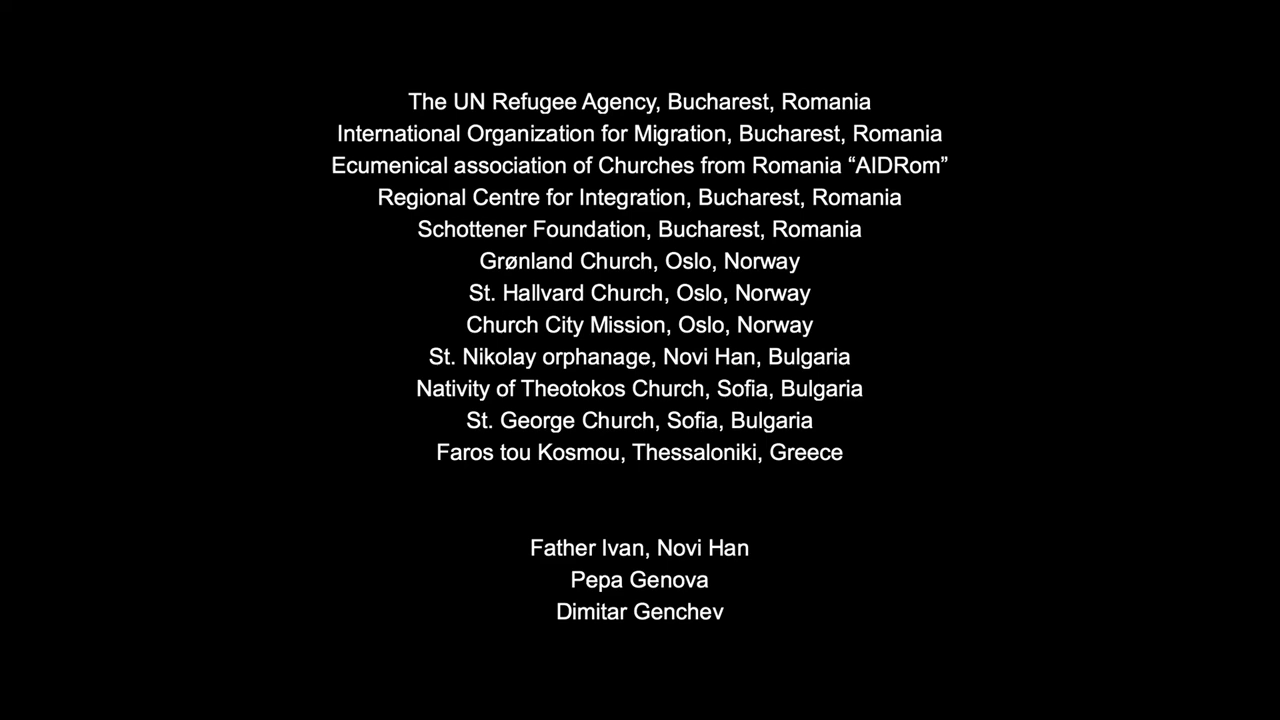 The UN Refugee Agency, Bucharest, Romania
International Organization for Migration, Bucharest, Romania
Ecumenical association of Churches from Romania “AIDRom”
Regional Centre for Integration, Bucharest, Romania
Schottener Foundation, Bucharest, Romania
Grønland Church, Oslo, Norway
St. Hallvard Church, Oslo, Norway
Church City Mission, Oslo, Norway
St. Nikolay orphanage, Novi Han, Bulgaria
Nativity of Theotokos Church, Sofia, Bulgaria
St. George Church, Sofia, Bulgaria
Faros tou Kosmou, Thessaloniki, Greece
Father Ivan, Novi Han
Pepa Genova
Dimitar Genchev